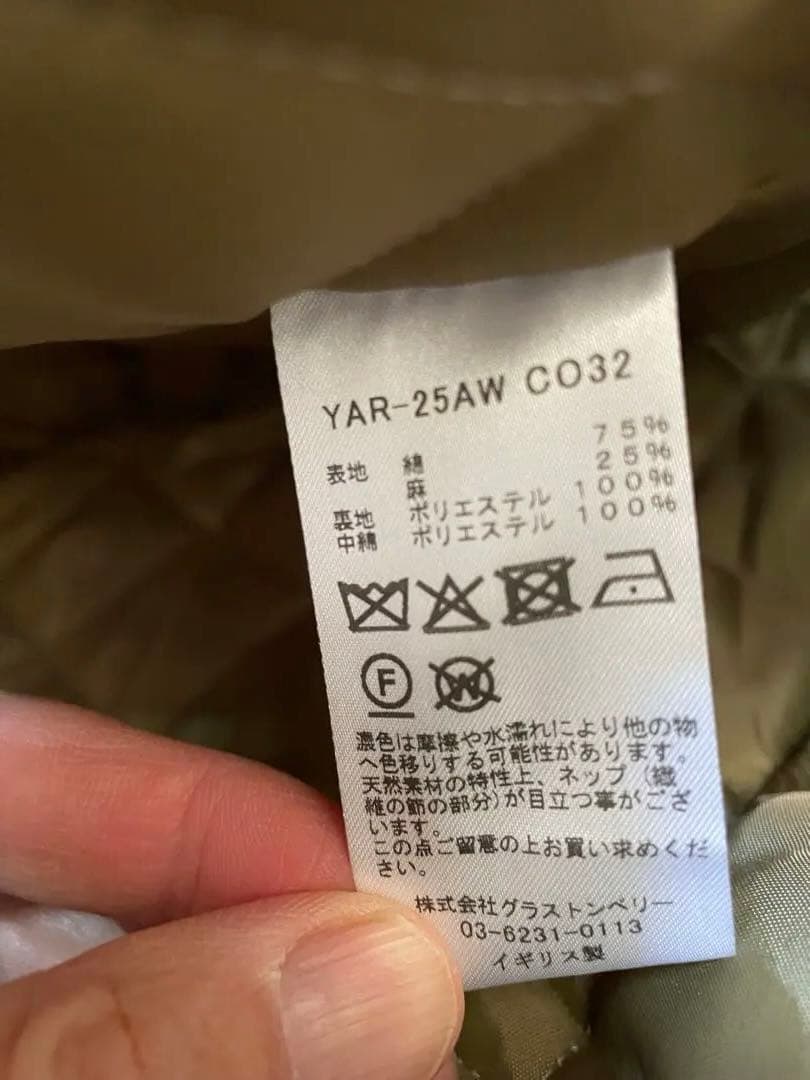 YAR-25AW CO32
表地 綿 75%
麻 25%
裏地 ポリエステル 100%
中綿 ポリエステル 100%
F W
濃色は摩擦や水濡れにより他の物
へ色移りする可能性があります。
天然素材の特性上、ネップ（織
維の節の部分）が目立つ事がござ
います。
この点ご留意の上お買い求めくだ
さい。
株式会社グラストンベリー
03-6231-0113
イギリス製